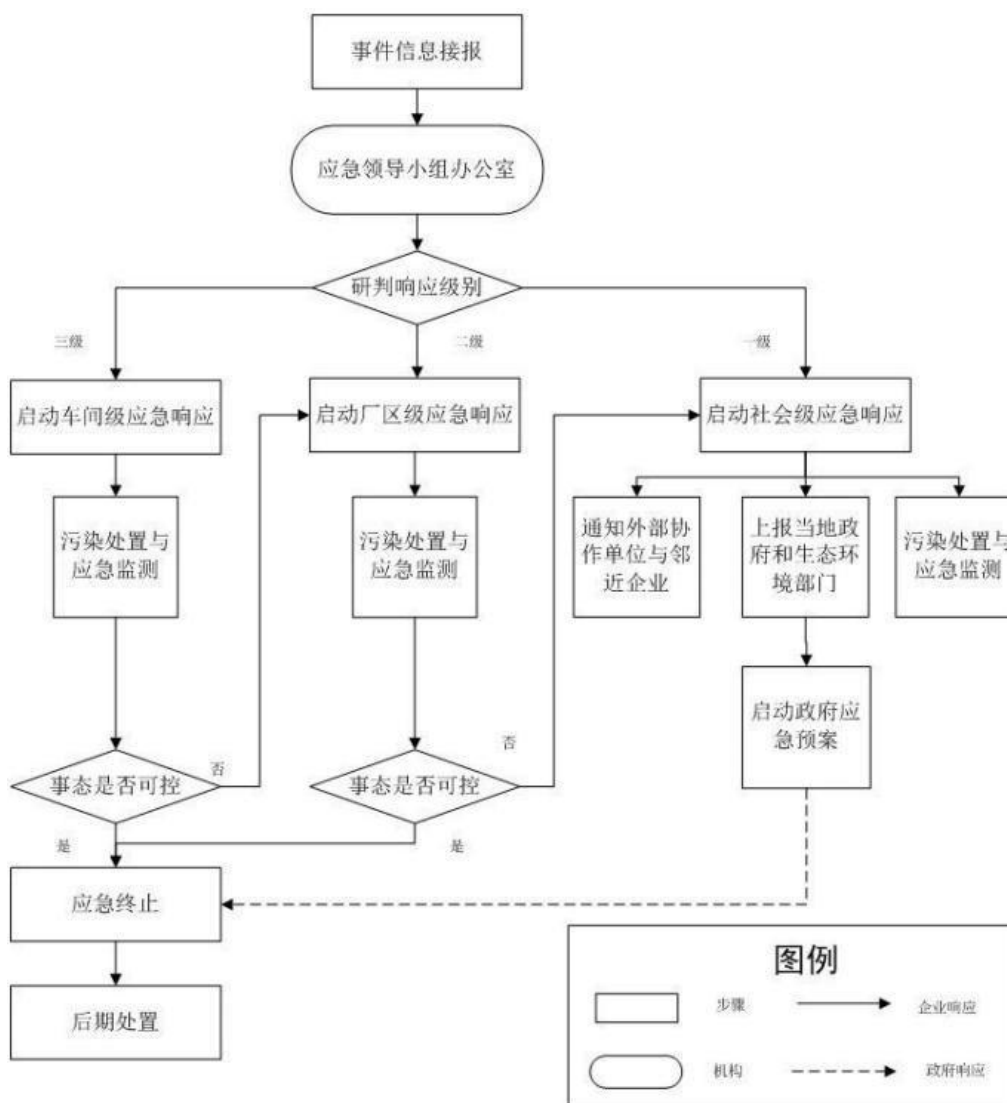 事件信息接报
应急领导小组办公室
研判响应级别
三级
二级
一级
启动车间级应急响应
启动厂区级应急响应
启动社会级应急响应
污染处置与
应急监测
污染处置与
应急监测
通知外部协
作单位与邻
近企业
上报当地政
府和生态环
境部门
污染处置与
应急监测
启动政府应
急预案
事态是否可控
否
事态是否可控
否
是
是
应急终止
后期处置
图例
步骤
企业响应
机构
政府响应